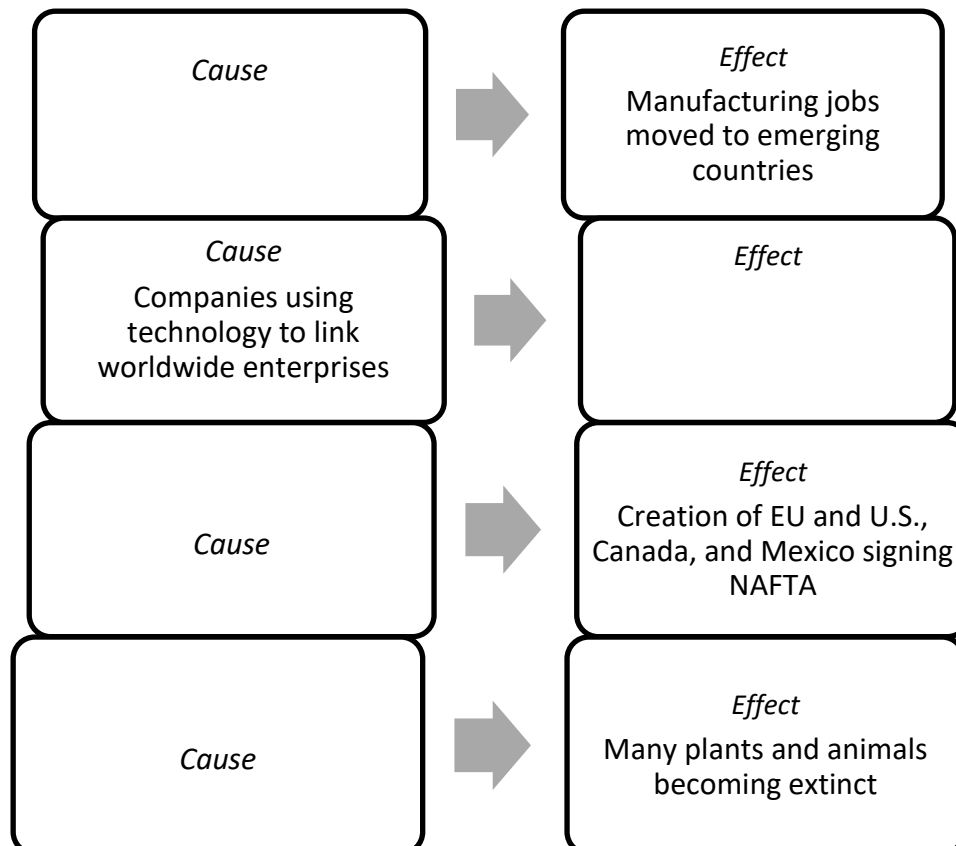 Cause
Effect
Manufacturing jobs
moved to emerging
countries
Cause
Companies using
technology to link
worldwide enterprises
Effect
Cause
Effect
Creation of EU and U.S.,
Canada, and Mexico signing
NAFTA
Cause
Effect
Many plants and animals
becoming extinct